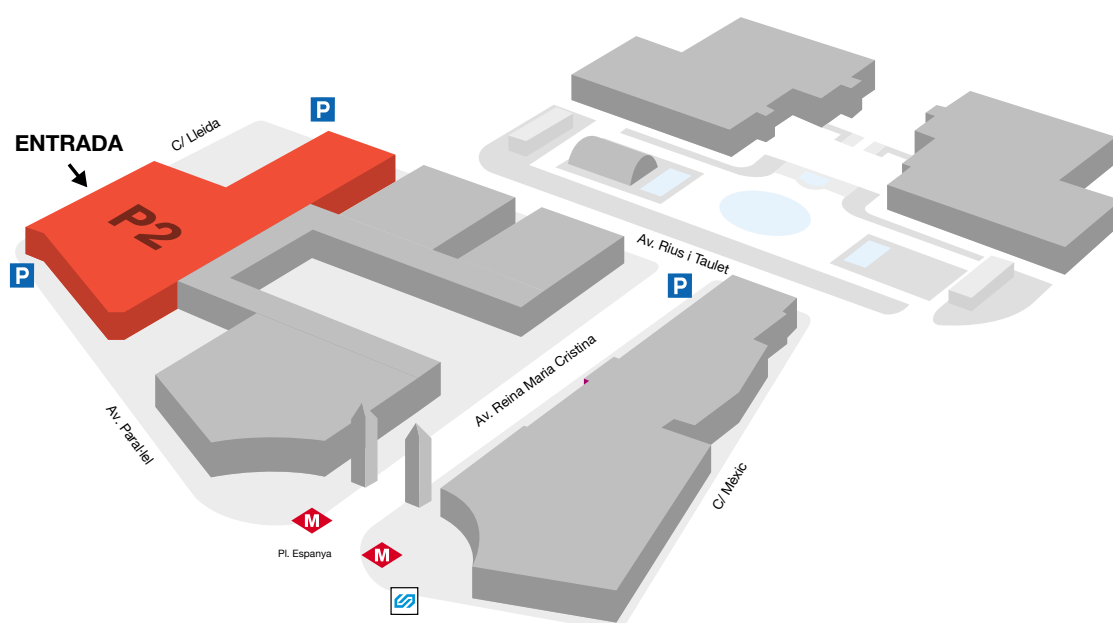 P
C/ Lleida
ENTRADA
P2
P
Av. Rius i Taulet
P
Av. Reina Maria Cristina
Av. Paral·lel
C/ Mèxic
M
Pl. Espanya
M